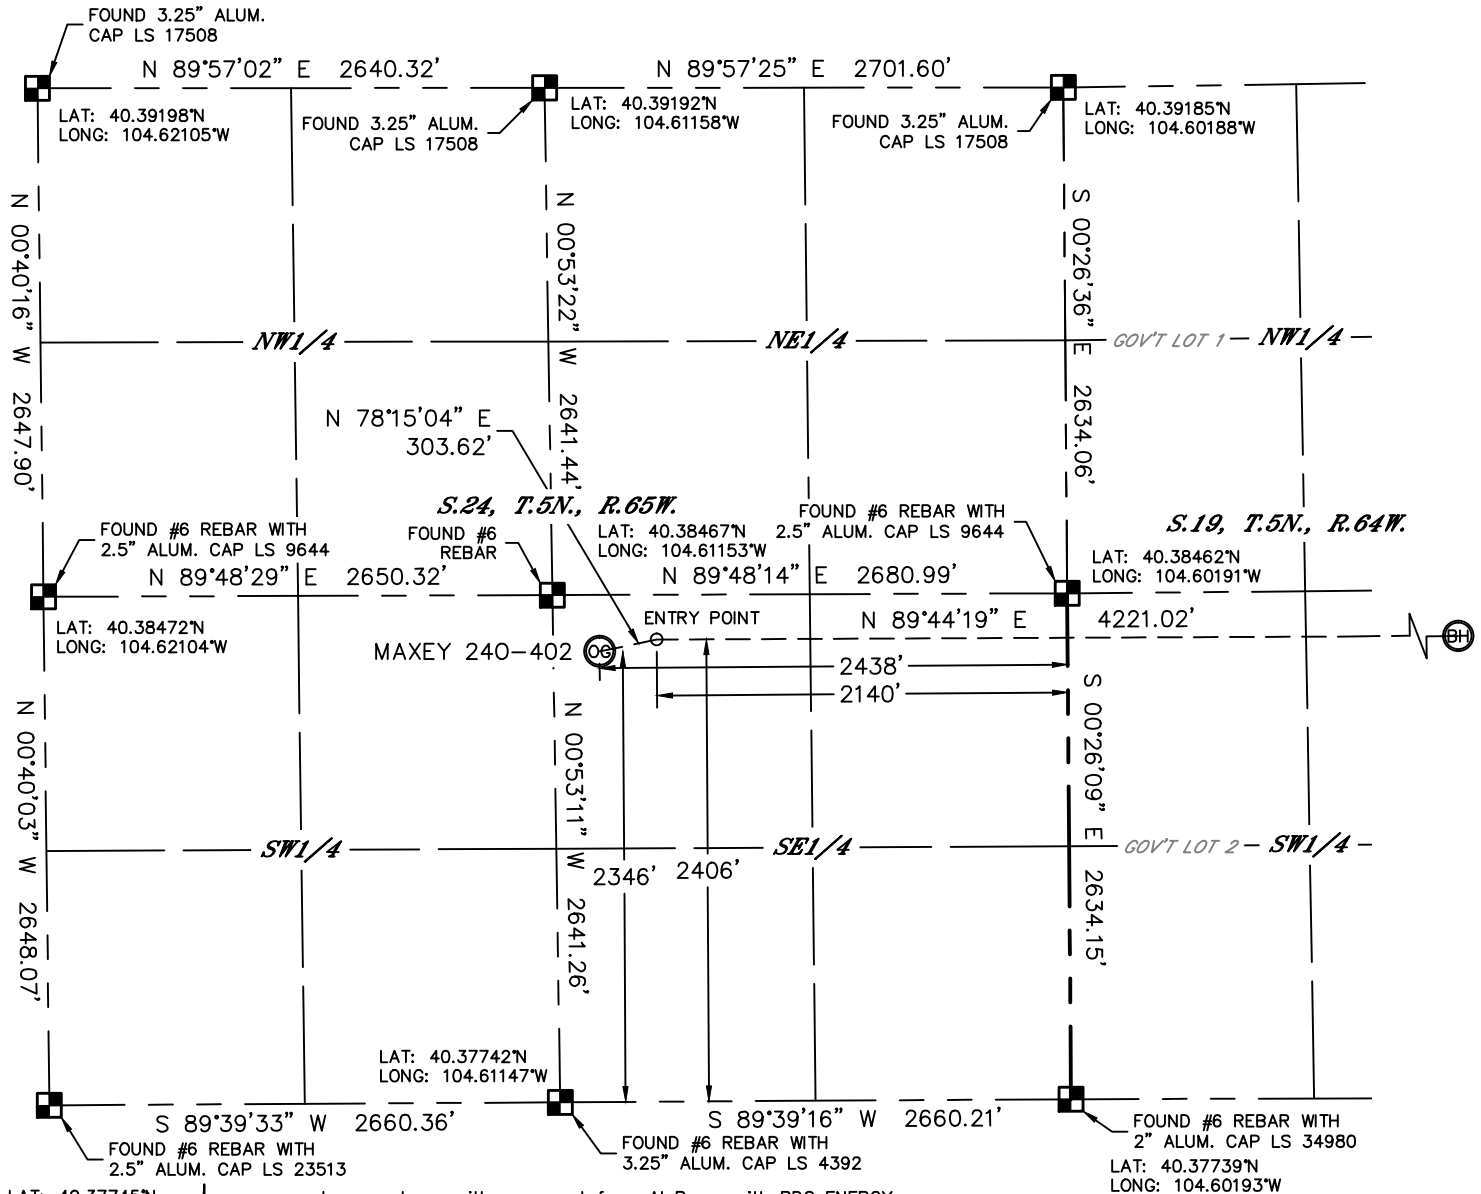 FOUND 3.25" ALUM.
CAP LS 17508
N 89°57'02" E 2640.32'
N 89°57'25" E 2701.60'
LAT: 40.39198°N
LONG: 104.62105°W
FOUND 3.25" ALUM.
CAP LS 17508
LAT: 40.39192°N
LONG: 104.61158°W
FOUND 3.25" ALUM.
CAP LS 17508
LAT: 40.39185°N
LONG: 104.60188°W
N 00°40'16" W 2647.90'
N 00°53'22" W 2641.44'
S 00°26'36" E 2634.06'
NW1/4
NE1/4
GOV'T LOT 1
NW1/4
N 78°15'04" E
303.62'
S.24, T.5N., R.65W.
S.19, T.5N., R.64W.
FOUND #6 REBAR WITH
2.5" ALUM. CAP LS 9644
FOUND #6
REBAR
LAT: 40.38467°N
LONG: 104.61153°W
FOUND #6 REBAR WITH
2.5" ALUM. CAP LS 9644
LAT: 40.38462°N
LONG: 104.60191°W
N 89°48'29" E 2650.32'
N 89°48'14" E 2680.99'
LAT: 40.38472°N
LONG: 104.62104°W
ENTRY POINT
N 89°44'19" E 4221.02'
MAXEY 240-402
OG
BH
2438'
2140'
N 00°40'03" W 2648.07'
N 00°53'11" W 2641.26'
S 00°26'09" E 2634.15'
SW1/4
SE1/4
GOV'T LOT 2
SW1/4
2346'
2406'
LAT: 40.37742°N
LONG: 104.61147°W
S 89°39'33" W 2660.36'
S 89°39'16" W 2660.21'
FOUND #6 REBAR WITH
2.5" ALUM. CAP LS 23513
FOUND #6 REBAR WITH
3.25" ALUM. CAP LS 4392
FOUND #6 REBAR WITH
2" ALUM. CAP LS 34980
LAT: 40.37739°N
LONG: 104.60193°W
LAT: 40.37745°N